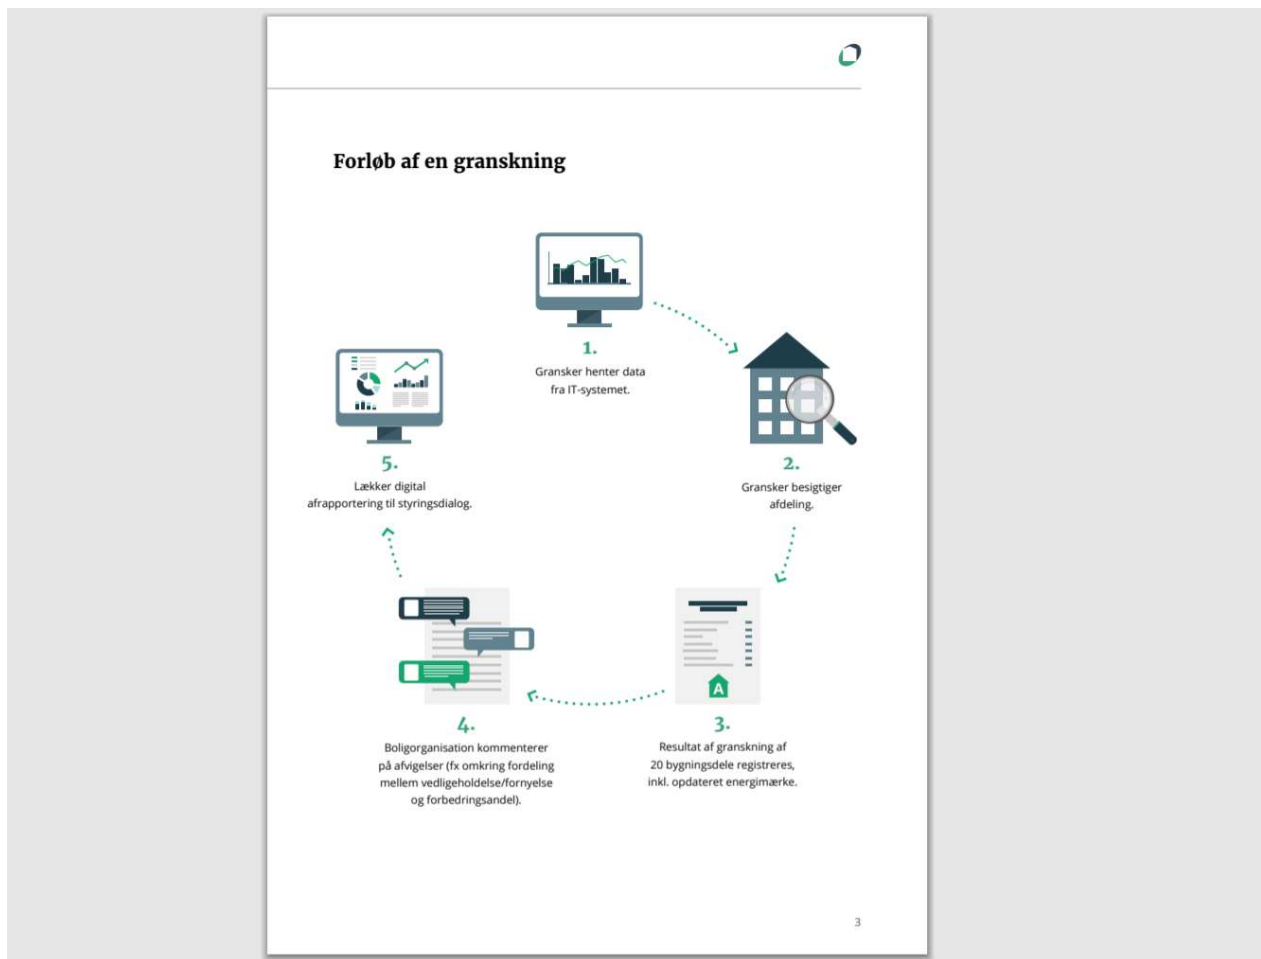 Forløb af en granskning
1.
Gransker henter data
fra IT-systemet.
2.
Gransker besigtiger
afdeling.
3.
Resultat af granskning af
20 bygningsdele registreres,
inkl. opdateret energimærke.
A
4.
Boligorganisation kommenterer
på afvigelser (fx omkring fordeling
mellem vedligeholdelse/fornyelse
og forbedringsandel).
5.
Lækker digital
afrapportering til styringsdialog.
3